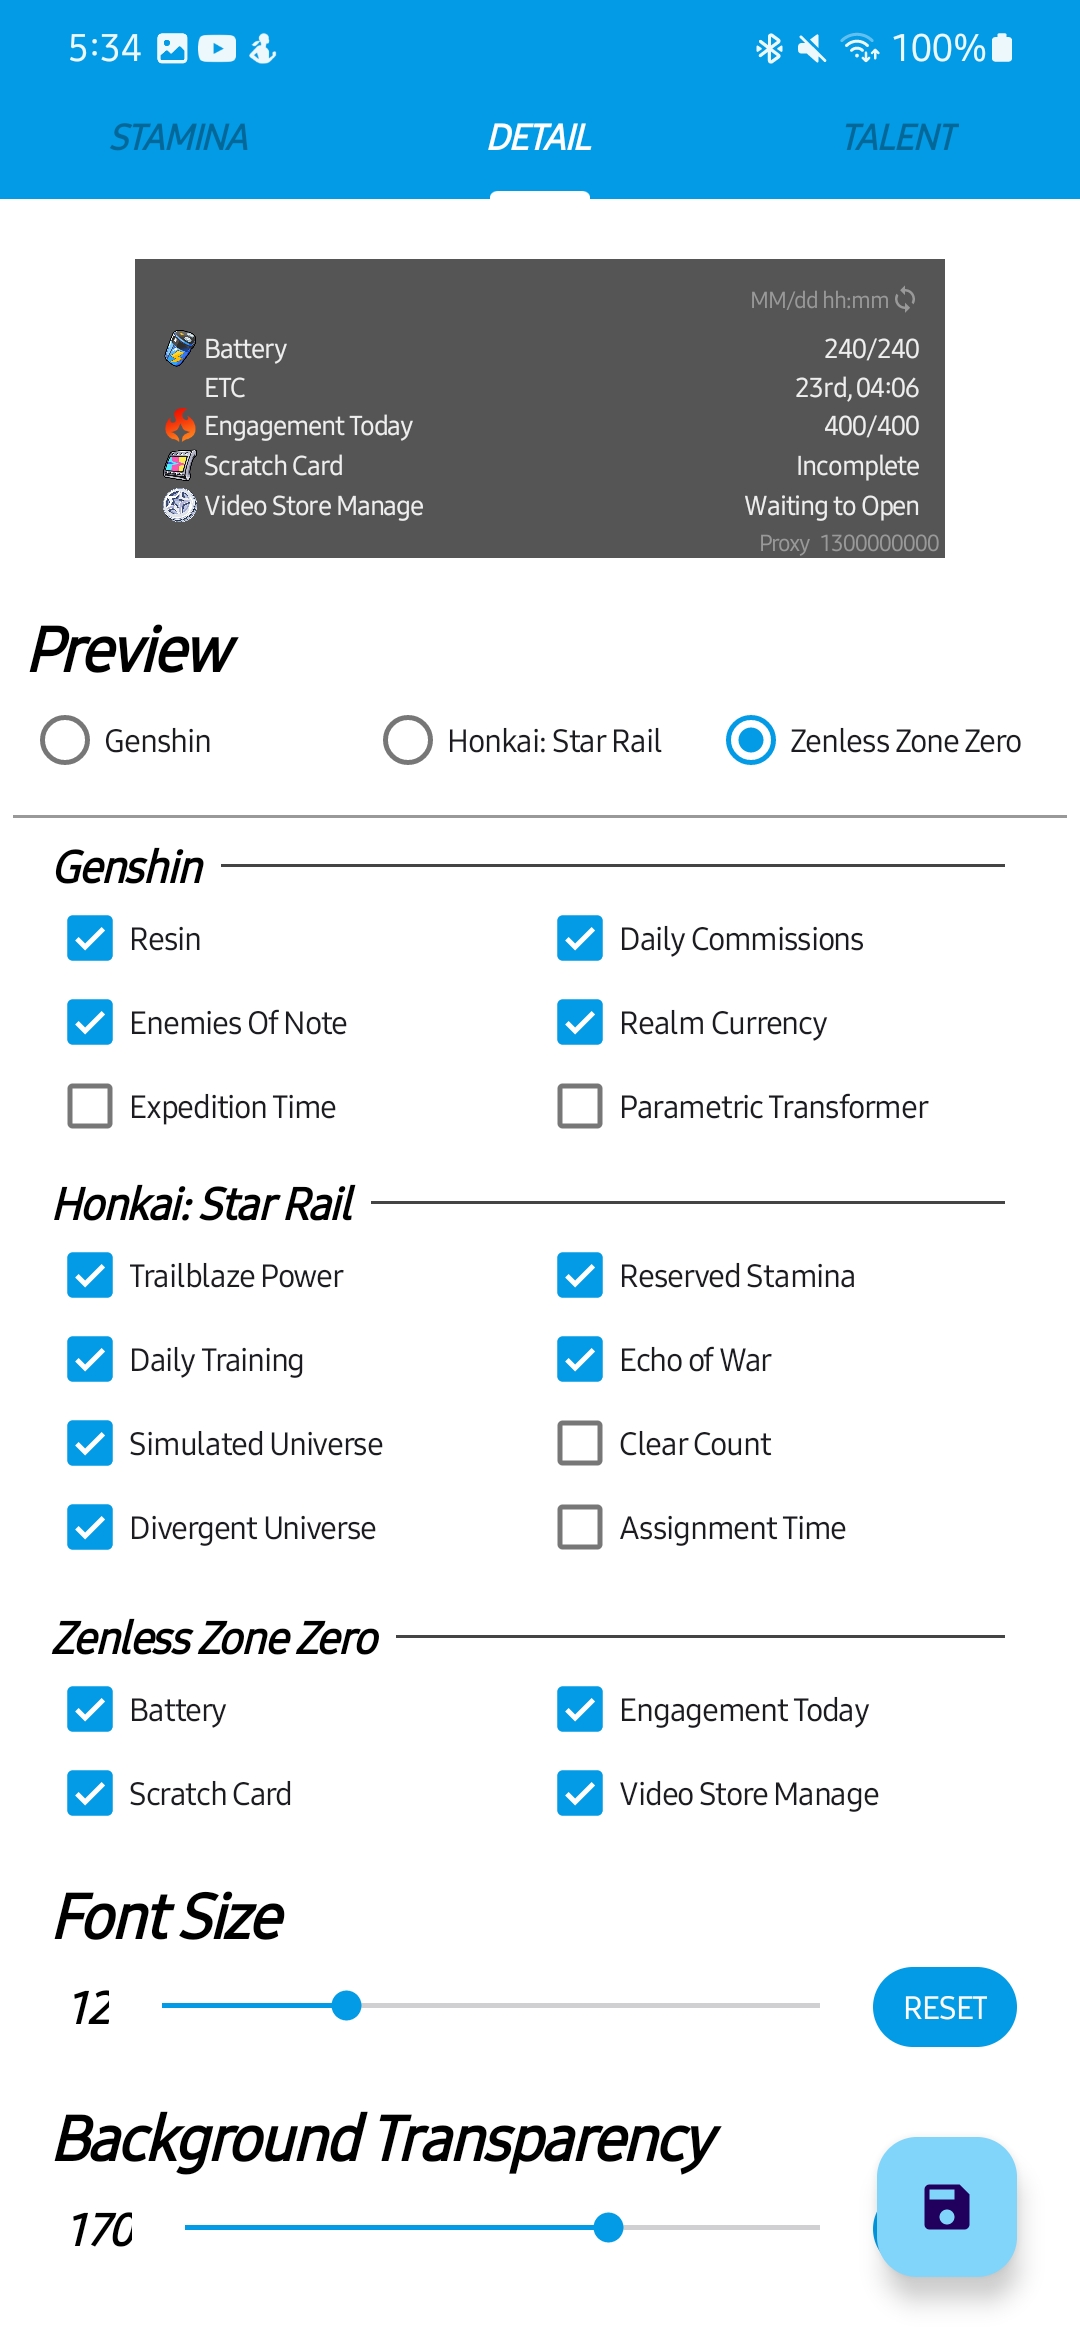 5:34 100%
STAMINA DETAIL TALENT
MM/dd hh:mm
Battery 240/240
ETC 23rd, 04:06
Engagement Today 400/400
Scratch Card Incomplete
Video Store Manage Waiting to Open
Proxy 1300000000
Preview
Genshin Honkai: Star Rail Zenless Zone Zero
Genshin
Resin Daily Commissions
Enemies Of Note Realm Currency
Expedition Time Parametric Transformer
Honkai: Star Rail
Trailblaze Power Reserved Stamina
Daily Training Echo of War
Simulated Universe Clear Count
Divergent Universe Assignment Time
Zenless Zone Zero
Battery Engagement Today
Scratch Card Video Store Manage
Font Size
12 RESET
Background Transparency
170